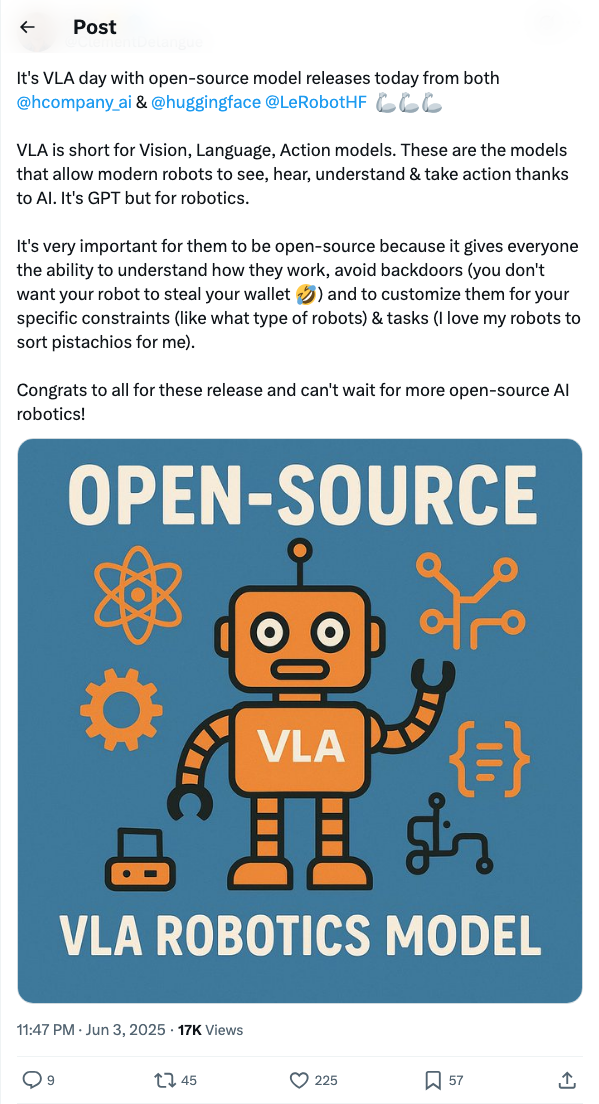 Post
It's VLA day with open-source model releases today from both
@hcompany_ai & @huggingface @LeRobotHF 🦾🦾🦾
VLA is short for Vision, Language, Action models. These are the models
that allow modern robots to see, hear, understand & take action thanks
to AI. It's GPT but for robotics.
It's very important for them to be open-source because it gives everyone
the ability to understand how they work, avoid backdoors (you don't
want your robot to steal your wallet 🤣) and to customize them for your
specific constraints (like what type of robots) & tasks (I love my robots to
sort pistachios for me).
Congrats to all for these release and can't wait for more open-source AI
robotics!
OPEN-SOURCE
VLA
VLA ROBOTICS MODEL
11:47 PM · Jun 3, 2025 · 17K Views
9 45 225 57